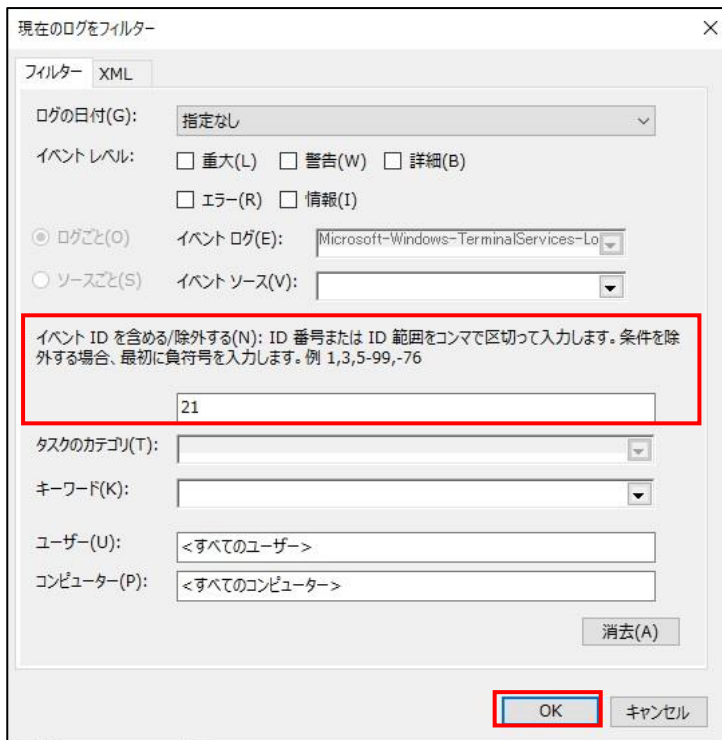 現在のログをフィルター
フィルター XML
ログの日付(G): 指定なし
イベント レベル: 重大(L) 警告(W) 詳細(B)
エラー(R) 情報(I)
ログごと(O) イベント ログ(E): Microsoft-Windows-TerminalServices-Lo
ソースごと(S) イベント ソース(V):
イベント ID を含める/除外する(N): ID 番号または ID 範囲をコンマで区切って入力します。条件を除
外する場合、最初に負符号を入力します。例 1,3,5-99,-76
21
タスクのカテゴリ(T):
キーワード(K):
ユーザー(U): <すべてのユーザー>
コンピューター(P): <すべてのコンピューター>
消去(A)
OK キャンセル